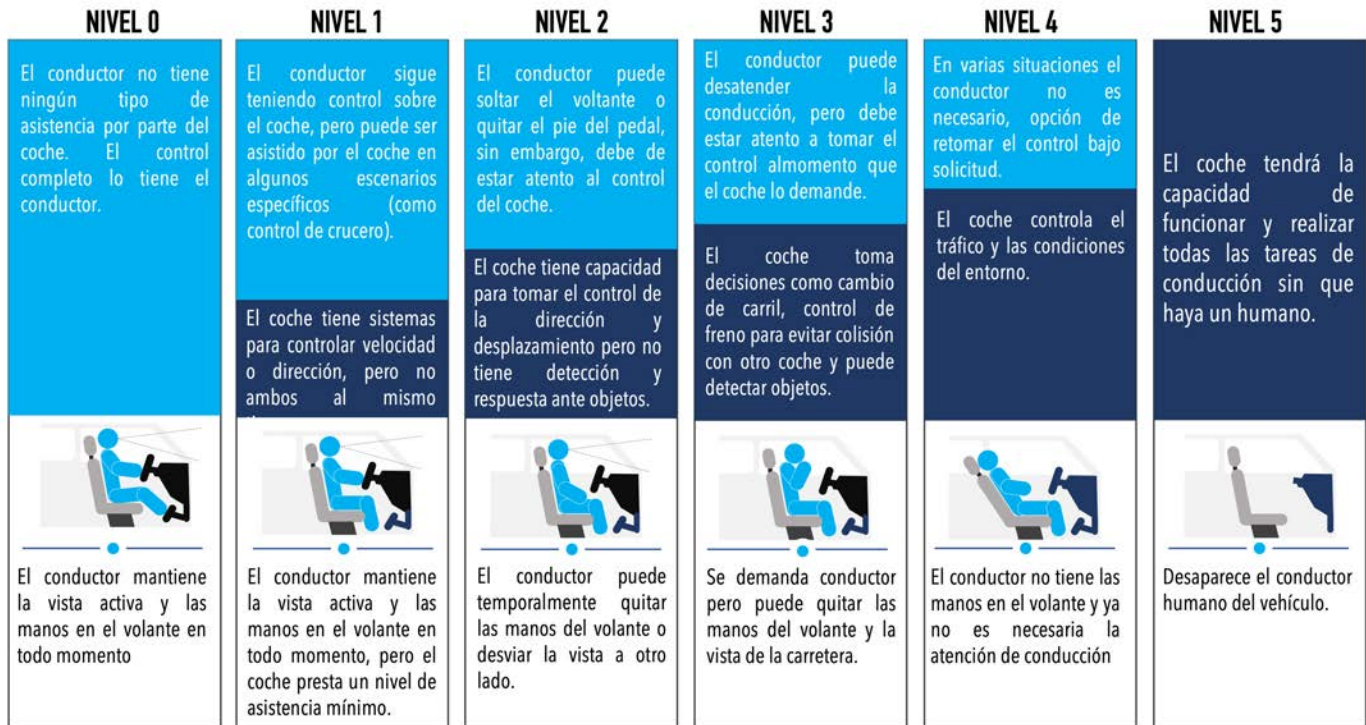 NIVEL 0
El conductor no tiene
ningún tipo de
asistencia por parte del
coche. El control
completo lo tiene el
conductor.
El conductor mantiene
la vista activa y las
manos en el volante en
todo momento
NIVEL 1
El conductor sigue
teniendo control sobre
el coche, pero puede ser
asistido por el coche en
algunos escenarios
específicos (como
control de crucero).
El coche tiene sistemas
para controlar velocidad
o dirección, pero no
ambos al mismo
El conductor mantiene
la vista activa y las
manos en el volante en
todo momento, pero el
coche presta un nivel de
asistencia mínimo.
NIVEL 2
El conductor puede
soltar el voltante o
quitar el pie del pedal,
sin embargo, debe de
estar atento al control
del coche.
El coche tiene capacidad
para tomar el control de
la dirección y
desplazamiento pero no
tiene detección y
respuesta ante objetos.
El conductor puede
temporalmente quitar
las manos del volante o
desviar la vista a otro
lado.
NIVEL 3
El conductor puede
desatender la
conducción, pero debe
estar atento a tomar el
control almomento que
el coche lo demande.
El coche toma
decisiones como cambio
de carril, control de
freno para evitar colisión
con otro coche y puede
detectar objetos.
Se demanda conductor
pero puede quitar las
manos del volante y la
vista de la carretera.
NIVEL 4
En varias situaciones el
conductor no es
necesario, opción de
retomar el control bajo
solicitud.
El coche controla el
tráfico y las condiciones
del entorno.
El conductor no tiene las
manos en el volante y ya
no es necesaria la
atención de conducción
NIVEL 5
El coche tendrá la
capacidad de
funcionar y realizar
todas las tareas de
conducción sin que
haya un humano.
Desaparece el conductor
humano del vehículo.